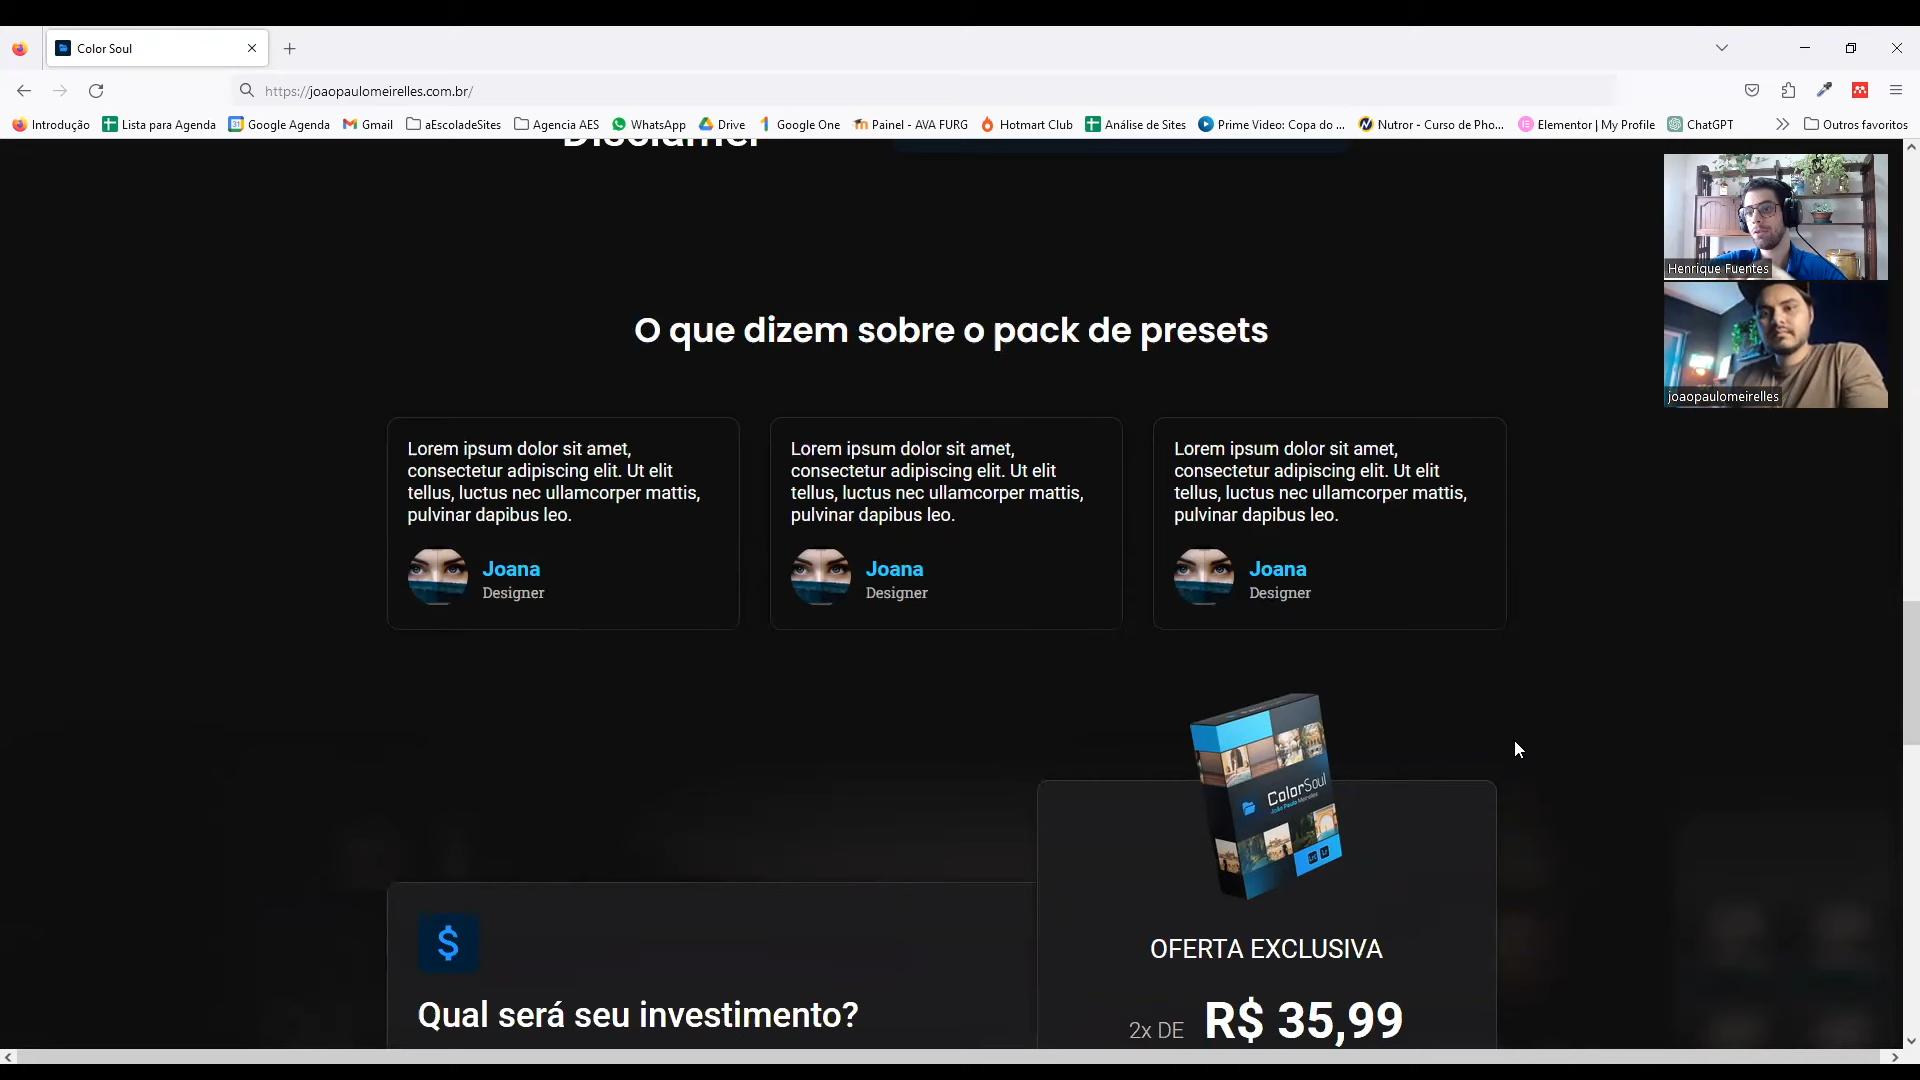 Color Soul
https://joaopaulomeirelles.com.br/
Introdução
Lista para Agenda
Google Agenda
Gmail
aEscoladeSites
Agencia AES
WhatsApp
Drive
Google One
Painel - AVA FURG
Hotmart Club
Análise de Sites
Prime Video: Copa do ...
Nutror - Curso de Pho...
Elementor | My Profile
ChatGPT
Outros favoritos
Disclaimer
Henrique Fuentes
joaopaulomeirelles
O que dizem sobre o pack de presets
Lorem ipsum dolor sit amet,
consectetur adipiscing elit. Ut elit
tellus, luctus nec ullamcorper mattis,
pulvinar dapibus leo.
Joana
Designer
Lorem ipsum dolor sit amet,
consectetur adipiscing elit. Ut elit
tellus, luctus nec ullamcorper mattis,
pulvinar dapibus leo.
Joana
Designer
Lorem ipsum dolor sit amet,
consectetur adipiscing elit. Ut elit
tellus, luctus nec ullamcorper mattis,
pulvinar dapibus leo.
Joana
Designer
ColorSoul
João Paulo Meirelles
$
Qual será seu investimento?
OFERTA EXCLUSIVA
2x DE R$ 35,99